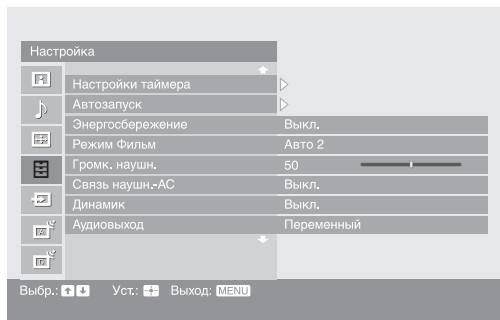 Настройка
Настройки таймера
Автозапуск
Энергосбережение Выкл.
Режим Фильм Авто 2
Громк. наушн. 50
Связь наушн.-АС Выкл.
Динамик Выкл.
Аудиовыход Переменный
Выбр.: Уст.: Выход: MENU